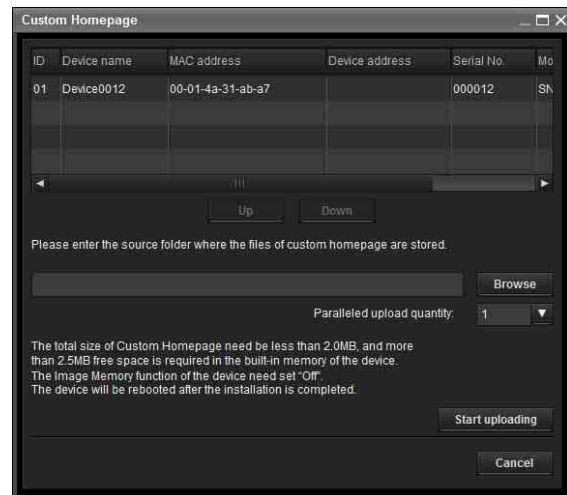 Custom Homepage
ID Device name MAC address Device address Serial No. Mo
01 Device0012 00-01-4a-31-ab-a7 000012 SN
Up Down
Please enter the source folder where the files of custom homepage are stored.
Browse
Paralleled upload quantity: 1
The total size of Custom Homepage need be less than 2.0MB, and more
than 2.5MB free space is required in the built-in memory of the device.
The Image Memory function of the device need set "Off".
The device will be rebooted after the installation is completed.
Start uploading
Cancel